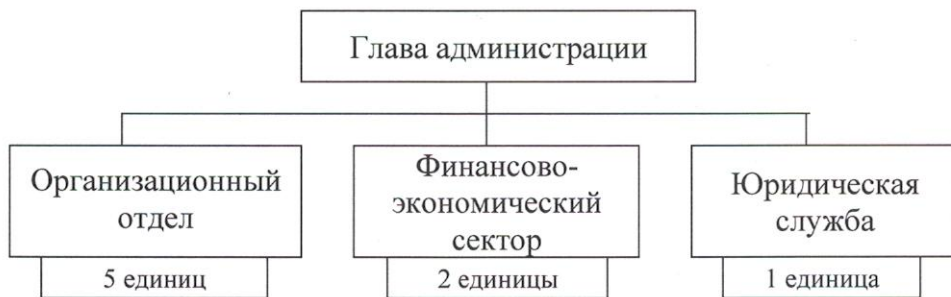 Глава администрации
Организационный
отдел
5 единиц
Финансово-
экономический
сектор
2 единицы
Юридическая
служба
1 единица